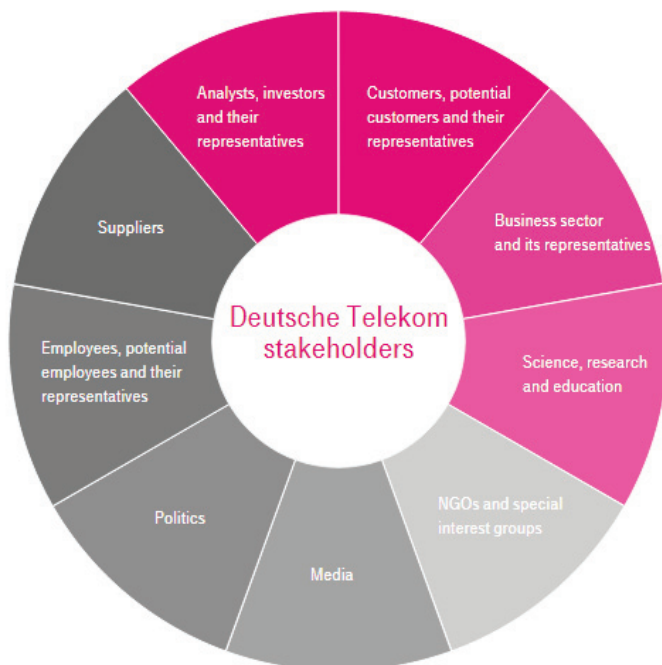 Analysts, investors
and their
representatives
Customers, potential
customers and their
representatives
Business sector
and its representatives
Science, research
and education
NGOs and special
interest groups
Media
Politics
Employees, potential
employees and their
representatives
Suppliers
Deutsche Telekom
stakeholders